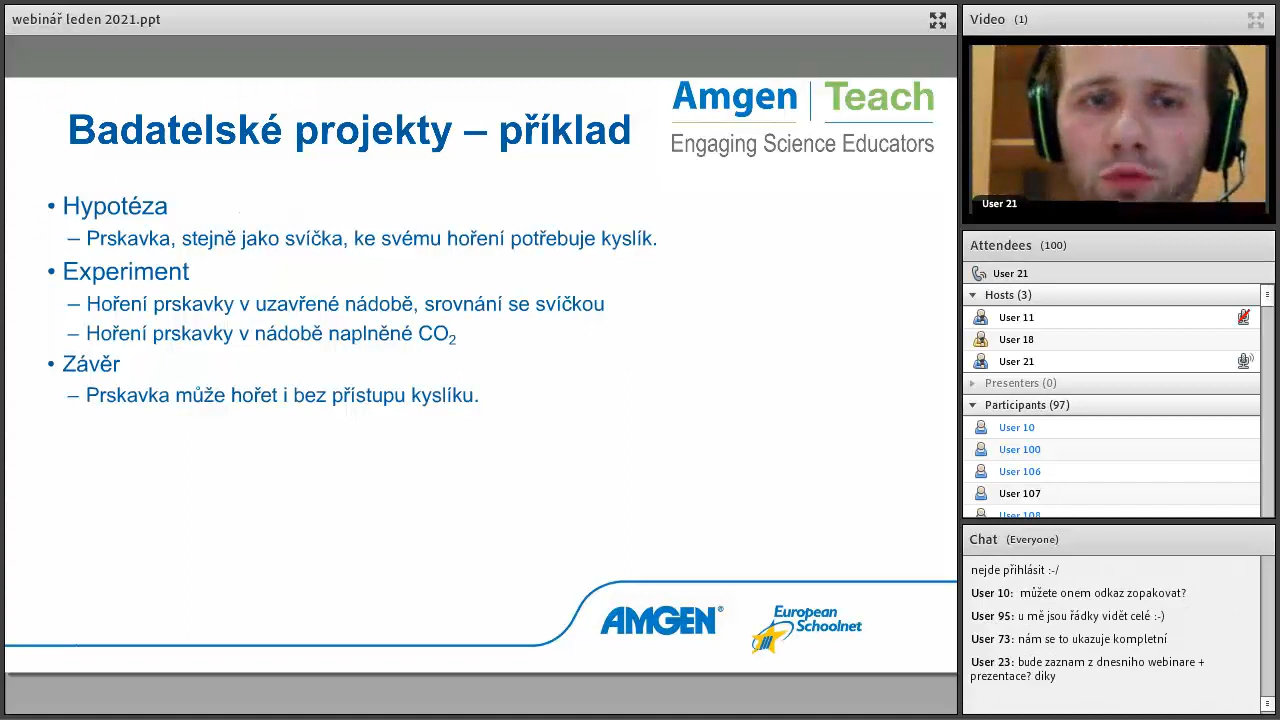 webinář leden 2021.ppt
Amgen Teach
Engaging Science Educators
Badatelské projekty – příklad
• Hypotéza
– Prskavka, stejně jako svíčka, ke svému hoření potřebuje kyslík.
• Experiment
– Hoření prskavky v uzavřené nádobě, srovnání se svíčkou
– Hoření prskavky v nádobě naplněné CO₂
• Závěr
– Prskavka může hořet i bez přístupu kyslíku.
AMGEN®
European
Schoolnet
Video (1)
User 21
Attendees (100)
User 21
Hosts (3)
User 11
User 18
User 21
Presenters (0)
Participants (97)
User 10
User 100
User 106
User 107
User 108
Chat (Everyone)
nejde přihlásit :-/
User 10: můžete onem odkaz zopakovat?
User 95: u mě jsou řádky vidět celé :-)
User 73: nám se to ukazuje kompletní
User 23: bude zaznam z dnesniho webinare +
prezentace? diky